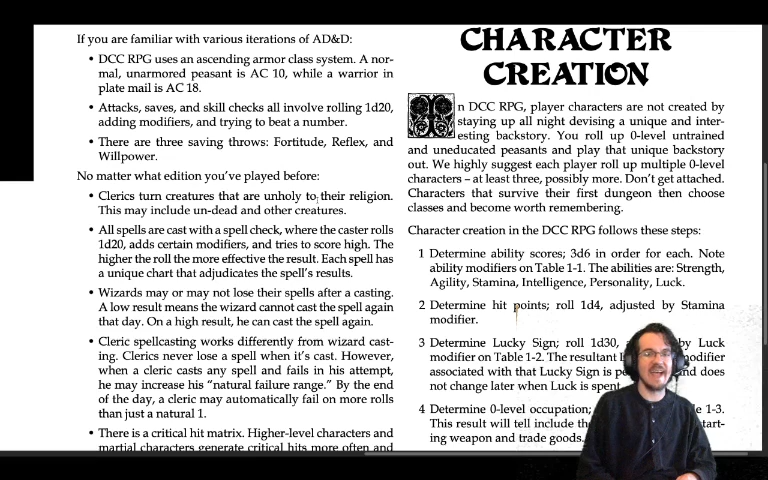 If you are familiar with various iterations of AD&D:
• DCC RPG uses an ascending armor class system. A nor-
mal, unarmored peasant is AC 10, while a warrior in
plate mail is AC 18.
• Attacks, saves, and skill checks all involve rolling 1d20,
adding modifiers, and trying to beat a number.
• There are three saving throws: Fortitude, Reflex, and
Willpower.
No matter what edition you've played before:
• Clerics turn creatures that are unholy to their religion.
This may include un-dead and other creatures.
• All spells are cast with a spell check, where the caster rolls
1d20, adds certain modifiers, and tries to score high. The
higher the roll the more effective the result. Each spell has
a unique chart that adjudicates the spell's results.
• Wizards may or may not lose their spells after a casting.
A low result means the wizard cannot cast the spell again
that day. On a high result, he can cast the spell again.
• Cleric spellcasting works differently from wizard cast-
ing. Clerics never lose a spell when it's cast. However,
when a cleric casts any spell and fails in his attempt,
he may increase his "natural failure range." By the end
of the day, a cleric may automatically fail on more rolls
than just a natural 1.
• There is a critical hit matrix. Higher-level characters and
martial characters generate critical hits more often and
CHARACTER
CREATION
In DCC RPG, player characters are not created by
staying up all night devising a unique and inter-
esting backstory. You roll up 0-level untrained
and uneducated peasants and play that unique backstory
out. We highly suggest each player roll up multiple 0-level
characters – at least three, possibly more. Don't get attached.
Characters that survive their first dungeon then choose
classes and become worth remembering.
Character creation in the DCC RPG follows these steps:
1 Determine ability scores; 3d6 in order for each. Note
ability modifiers on Table 1-1. The abilities are: Strength,
Agility, Stamina, Intelligence, Personality, Luck.
2 Determine hit points; roll 1d4, adjusted by Stamina
modifier.
3 Determine Lucky Sign; roll 1d30, by Luck
modifier on Table 1-2. The resultant modifier
associated with that Lucky Sign is and does
not change later when Luck is spent
4 Determine 0-level occupation; 1-3.
This result will tell include tart-
ing weapon and trade goods.